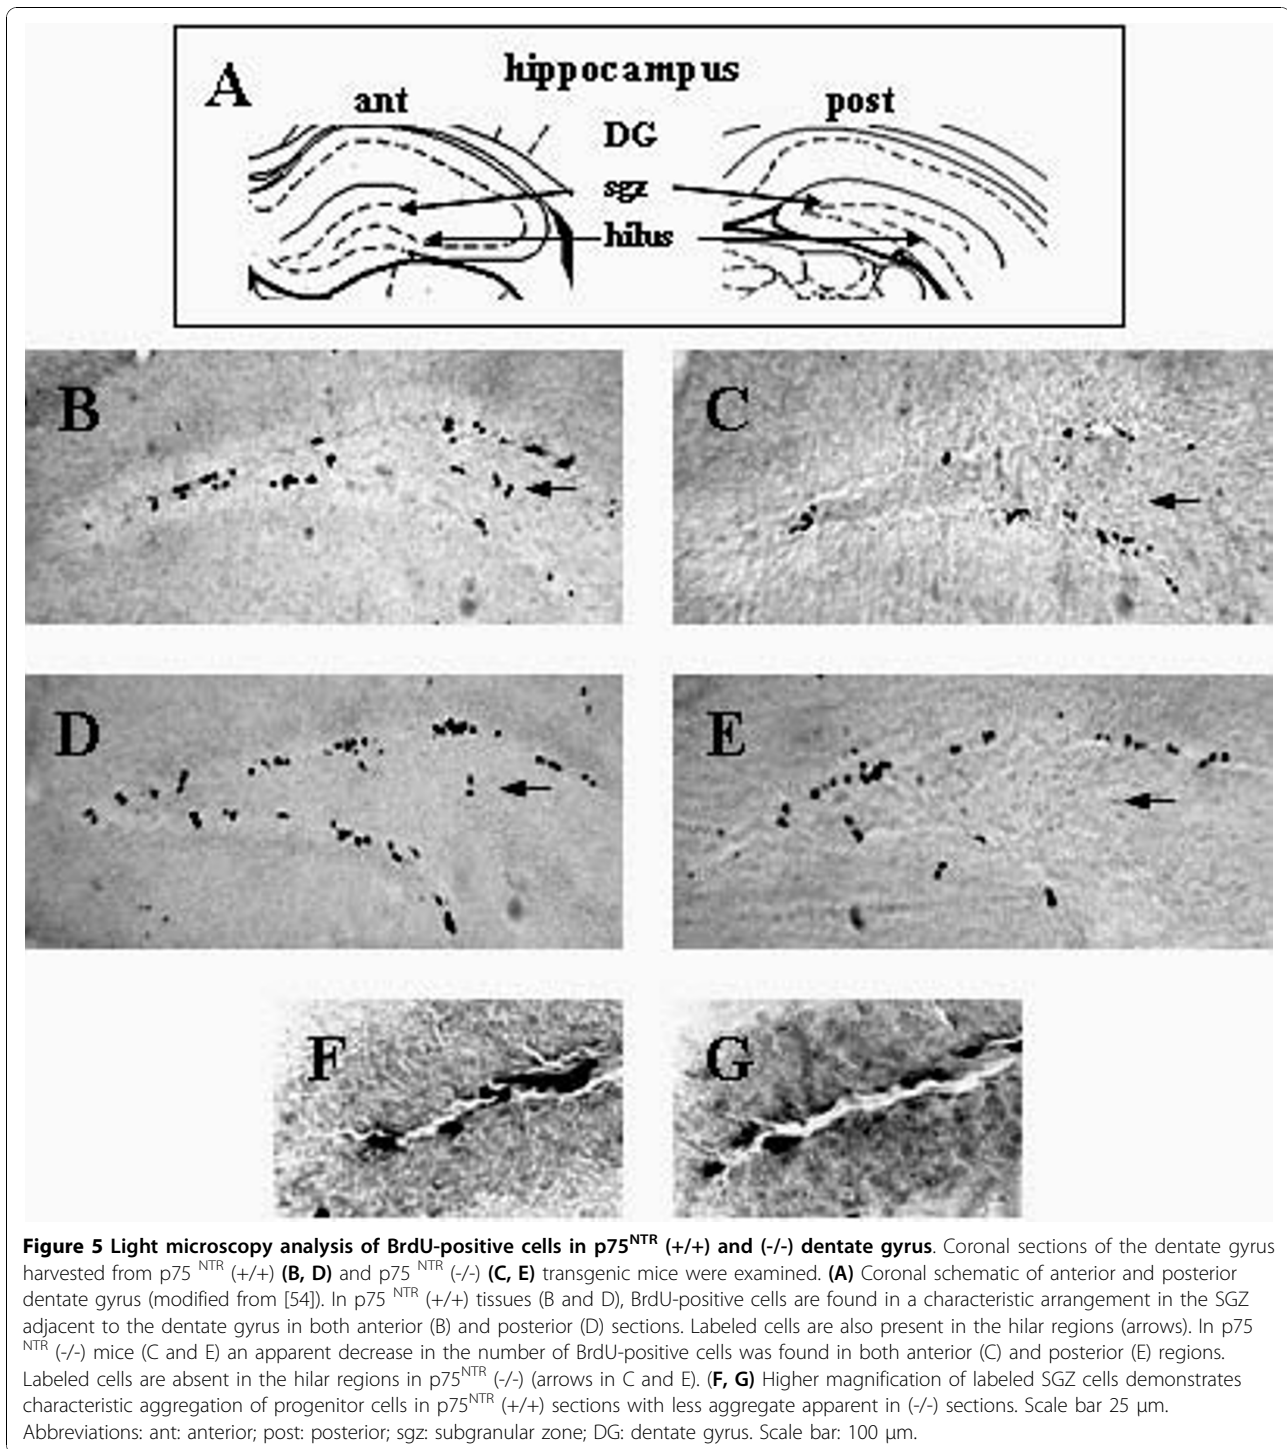 A
hippocampus
ant
post
DG
sgz
hilus
B
C
D
E
F
G
Figure 5 Light microscopy analysis of BrdU-positive cells in p75NTR (+/+) and (-/-) dentate gyrus. Coronal sections of the dentate gyrus
harvested from p75 NTR (+/+) (B, D) and p75 NTR (-/-) (C, E) transgenic mice were examined. (A) Coronal schematic of anterior and posterior
dentate gyrus (modified from [54]). In p75 NTR (+/+) tissues (B and D), BrdU-positive cells are found in a characteristic arrangement in the SGZ
adjacent to the dentate gyrus in both anterior (B) and posterior (D) sections. Labeled cells are also present in the hilar regions (arrows). In p75
NTR (-/-) mice (C and E) an apparent decrease in the number of BrdU-positive cells was found in both anterior (C) and posterior (E) regions.
Labeled cells are absent in the hilar regions in p75NTR (-/-) (arrows in C and E). (F, G) Higher magnification of labeled SGZ cells demonstrates
characteristic aggregation of progenitor cells in p75NTR (+/+) sections with less aggregate apparent in (-/-) sections. Scale bar 25 μm.
Abbreviations: ant: anterior; post: posterior; sgz: subgranular zone; DG: dentate gyrus. Scale bar: 100 μm.